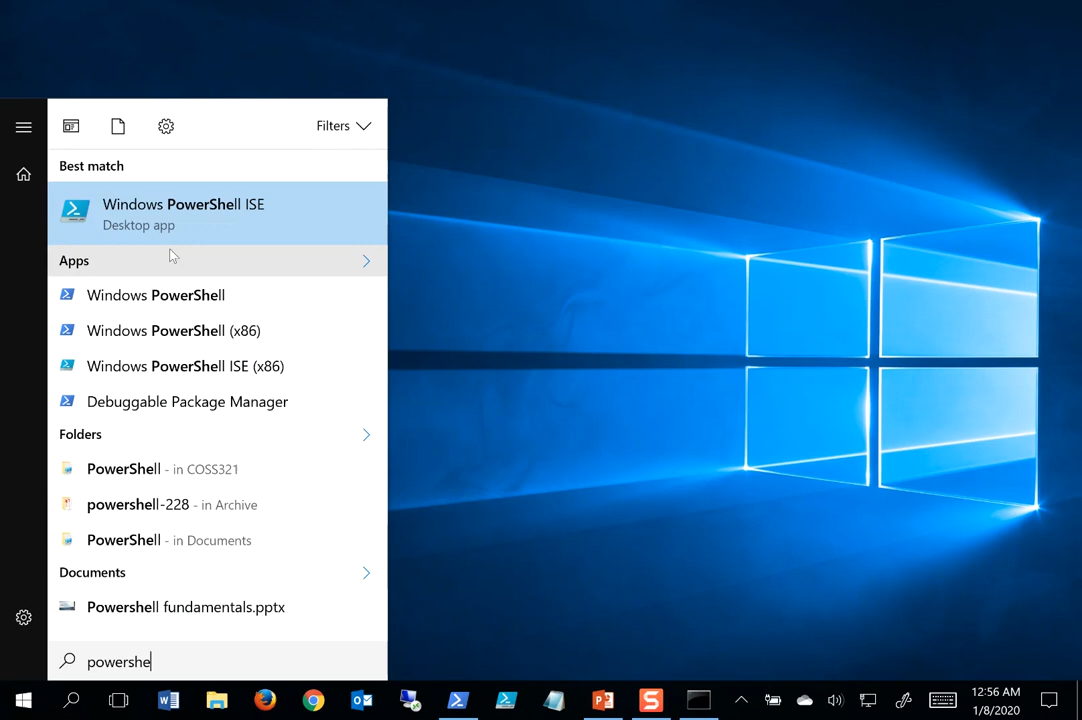 Filters
Best match
Windows PowerShell ISE
Desktop app
Apps
Windows PowerShell
Windows PowerShell (x86)
Windows PowerShell ISE (x86)
Debuggable Package Manager
Folders
PowerShell - in COSS321
powershell-228 - in Archive
PowerShell - in Documents
Documents
Powershell fundamentals.pptx
powershe
12:56 AM
1/8/2020